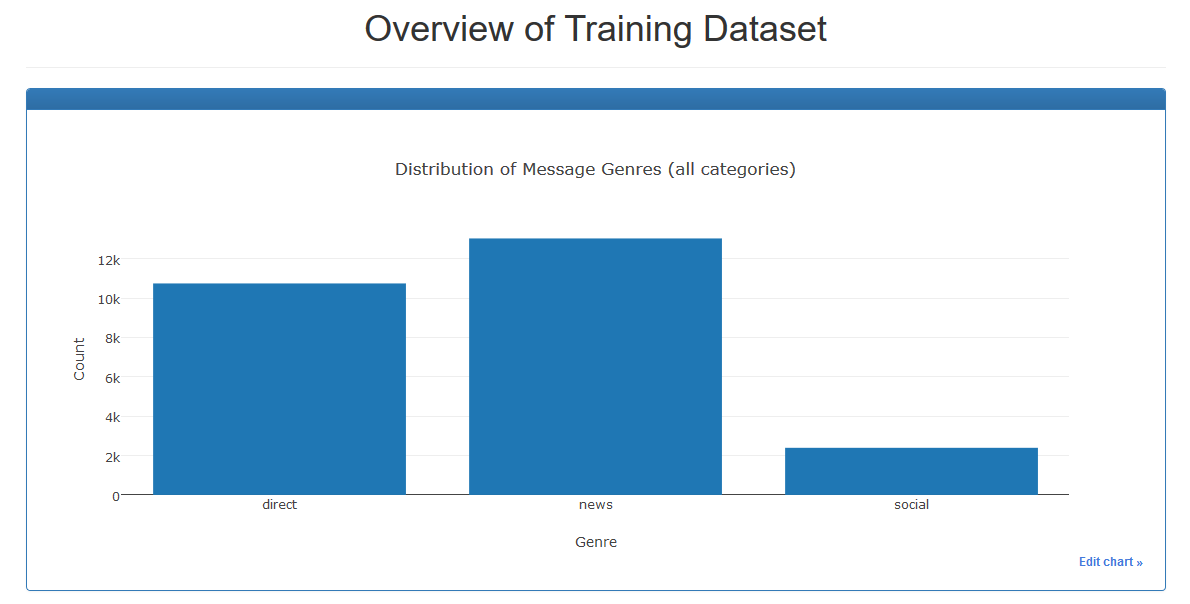 Overview of Training Dataset
Distribution of Message Genres (all categories)
12k
10k
8k
6k
4k
2k
0
Count
direct news social
Genre
Edit chart »